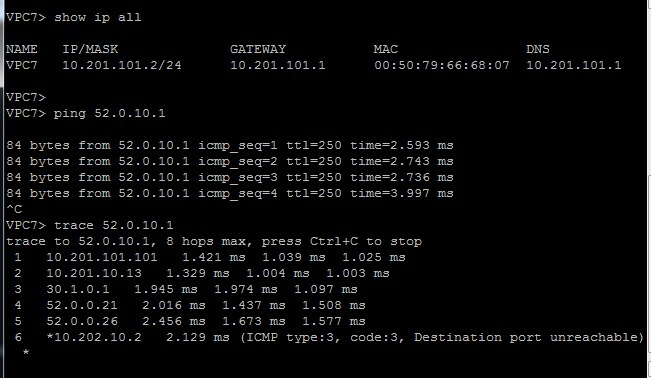 VPC7> show ip all
NAME IP/MASK GATEWAY MAC DNS
VPC7 10.201.101.2/24 10.201.101.1 00:50:79:66:68:07 10.201.101.1
VPC7>
VPC7> ping 52.0.10.1
84 bytes from 52.0.10.1 icmp_seq=1 ttl=250 time=2.593 ms
84 bytes from 52.0.10.1 icmp_seq=2 ttl=250 time=2.743 ms
84 bytes from 52.0.10.1 icmp_seq=3 ttl=250 time=2.736 ms
84 bytes from 52.0.10.1 icmp_seq=4 ttl=250 time=3.997 ms
^C
VPC7> trace 52.0.10.1
trace to 52.0.10.1, 8 hops max, press Ctrl+C to stop
1 10.201.101.101 1.421 ms 1.039 ms 1.025 ms
2 10.201.10.13 1.329 ms 1.004 ms 1.003 ms
3 30.1.0.1 1.945 ms 1.974 ms 1.097 ms
4 52.0.0.21 2.016 ms 1.437 ms 1.508 ms
5 52.0.0.26 2.456 ms 1.673 ms 1.577 ms
6 *10.202.10.2 2.129 ms (ICMP type:3, code:3, Destination port unreachable)
*